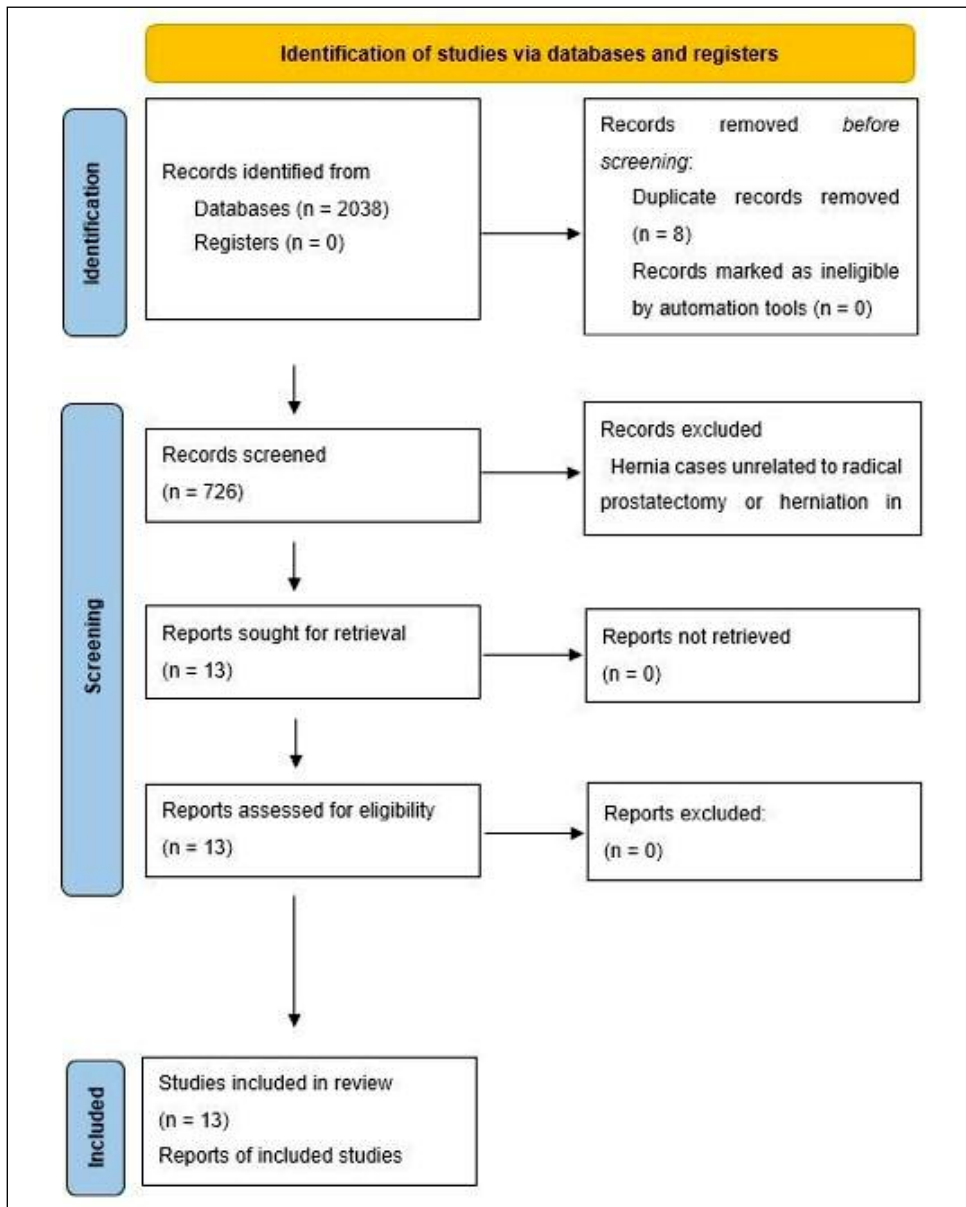 Identification of studies via databases and registers
Identification
Records identified from
Databases (n = 2038)
Registers (n = 0)
Records removed before
screening:
Duplicate records removed
(n = 8)
Records marked as ineligible
by automation tools (n = 0)
Screening
Records screened
(n = 726)
Records excluded
Hernia cases unrelated to radical
prostatectomy or herniation in
Reports sought for retrieval
(n = 13)
Reports not retrieved
(n = 0)
Reports assessed for eligibility
(n = 13)
Reports excluded:
(n = 0)
Included
Studies included in review
(n = 13)
Reports of included studies